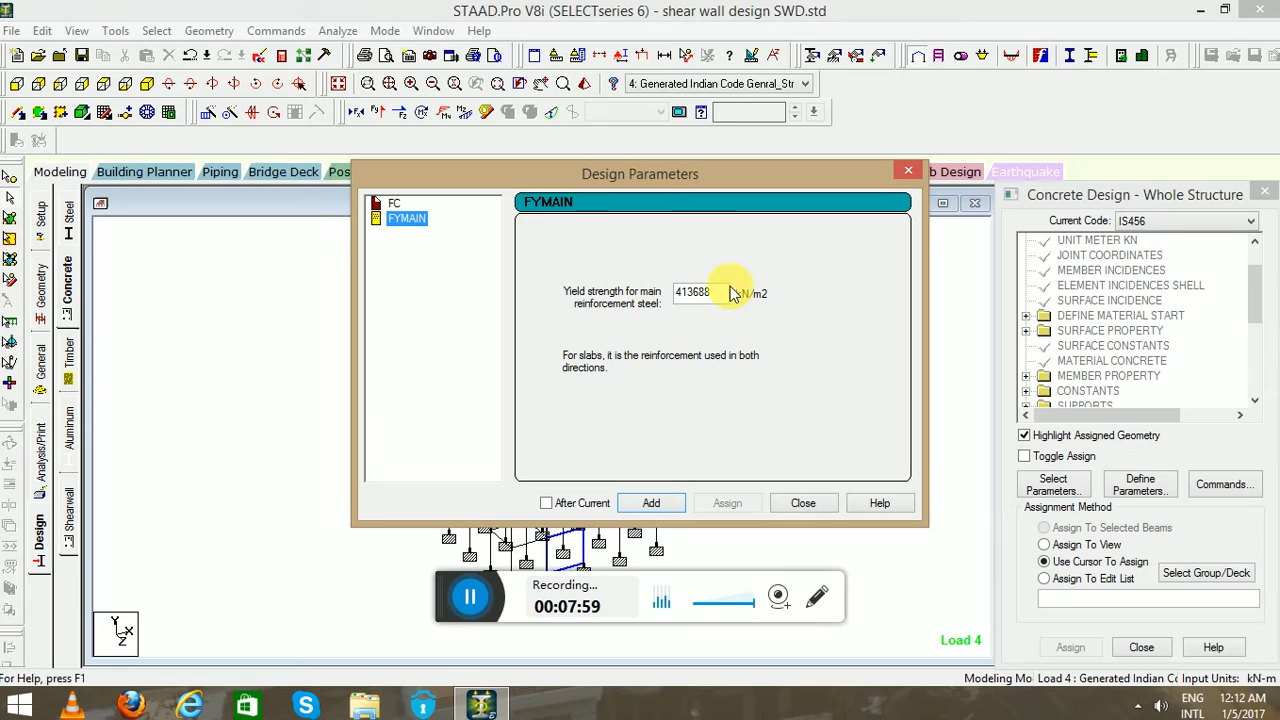 STAAD.Pro V8i (SELECTseries 6) - shear wall design SWD.std
File Edit View Tools Select Geometry Commands Analyze Mode Window Help
4: Generated Indian Code Genral_Str
Modeling Building Planner Piping Bridge Deck Pos b Design Earthquake
Setup
Geometry
General
Analysis/Print
Design
Steel
Concrete
Timber
Aluminum
Shearwall
Design Parameters
FC
FYMAIN
FYMAIN
Yield strength for main
reinforcement steel:
413688 kN/m2
For slabs, it is the reinforcement used in both
directions.
After Current Add Assign Close Help
Concrete Design - Whole Structure
Current Code: IS456
UNIT METER KN
JOINT COORDINATES
MEMBER INCIDENCES
ELEMENT INCIDENCES SHELL
SURFACE INCIDENCE
DEFINE MATERIAL START
SURFACE PROPERTY
SURFACE CONSTANTS
MATERIAL CONCRETE
MEMBER PROPERTY
CONSTANTS
SUPPORTS
Highlight Assigned Geometry
Toggle Assign
Select
Parameters..
Define
Parameters..
Commands...
Assignment Method
Assign To Selected Beams
Assign To View
Use Cursor To Assign
Assign To Edit List
Select Group/Deck
Assign Close Help
Recording...
00:07:59
Y
X
Z
Load 4
For Help, press F1
Modeling Mo Load 4 : Generated Indian Co Input Units: kN-m
ENG
INTL
12:12 AM
1/5/2017